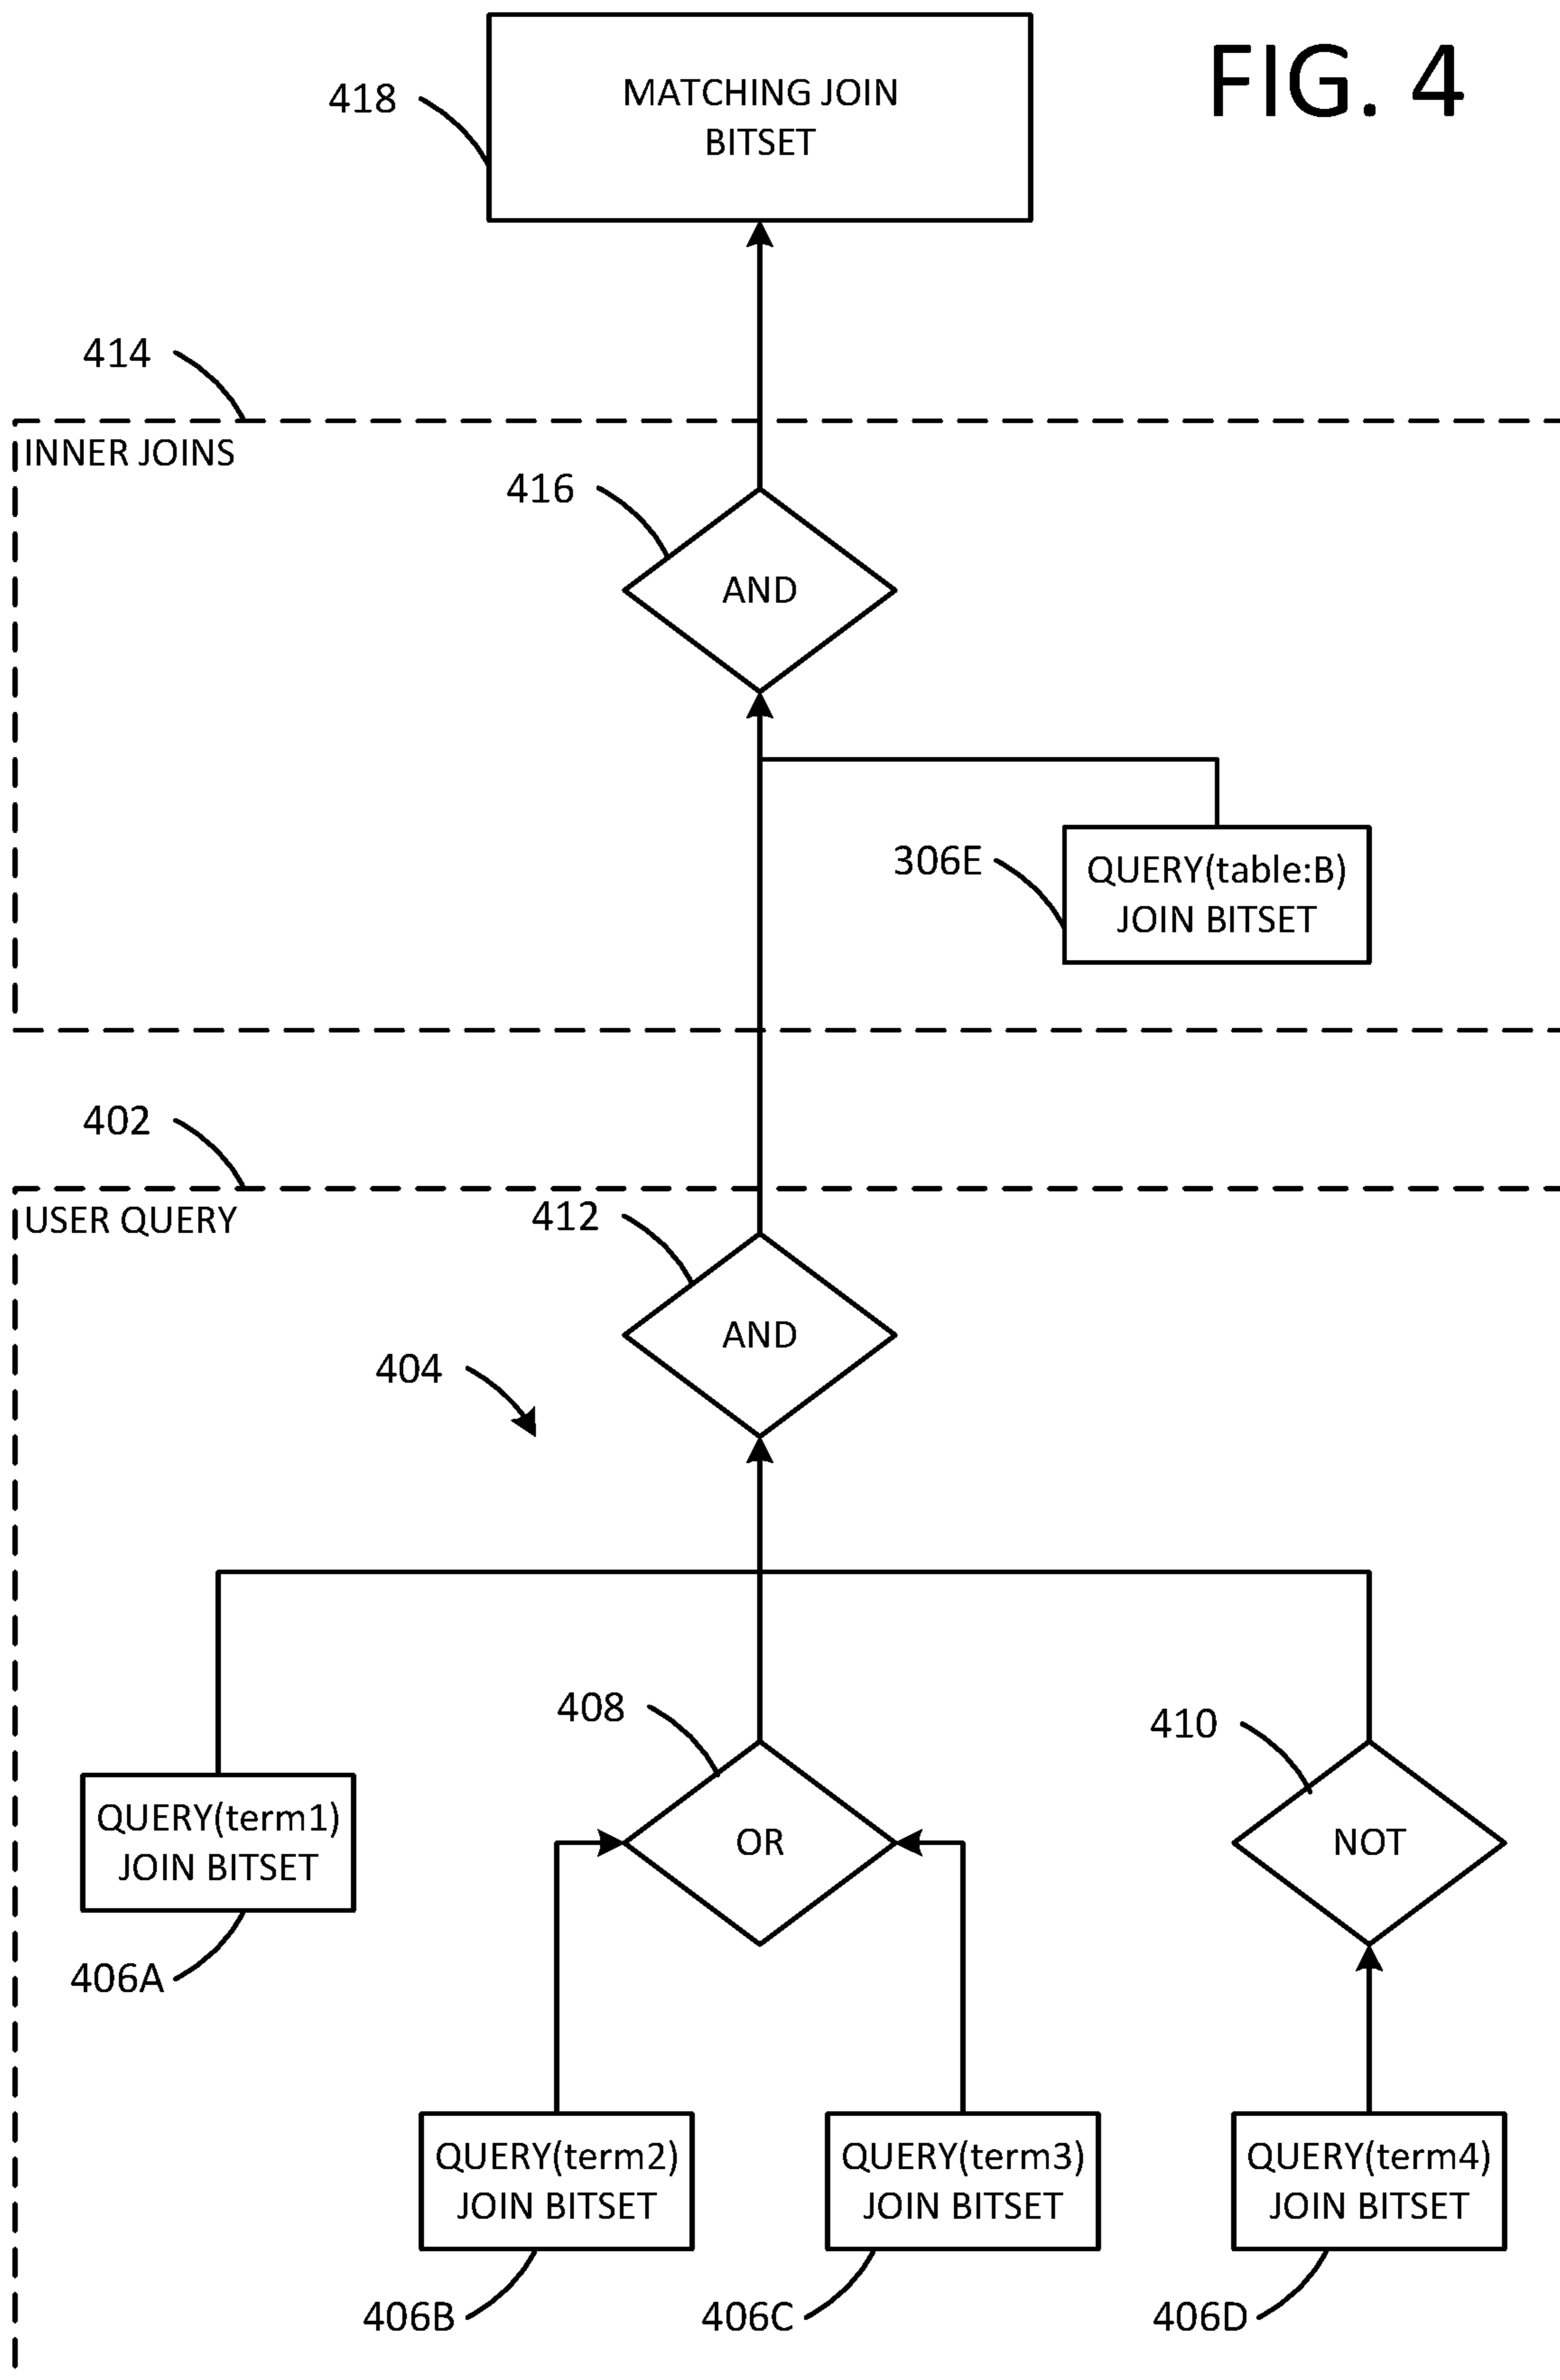 FIG. 4
418
MATCHING JOIN
BITSET
414
INNER JOINS
416
AND
306E
QUERY(table:B)
JOIN BITSET
402
USER QUERY
412
AND
404
408
410
QUERY(term1)
JOIN BITSET
OR
NOT
406A
QUERY(term2)
JOIN BITSET
QUERY(term3)
JOIN BITSET
QUERY(term4)
JOIN BITSET
406B
406C
406D